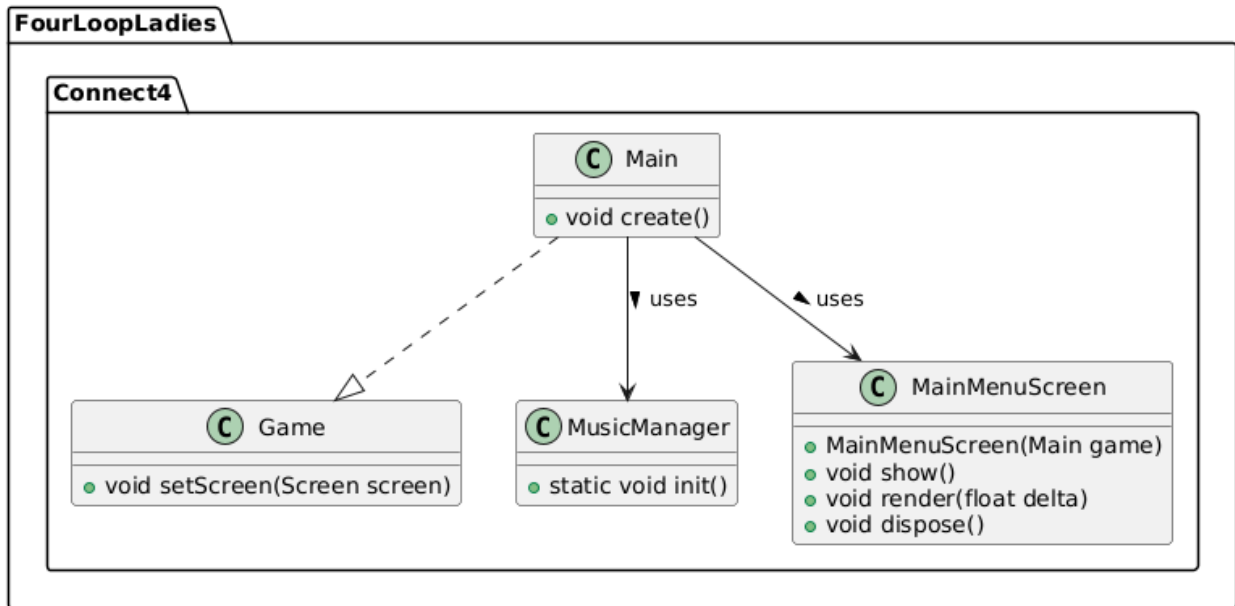 FourLoopLadies
Connect4
C Main
void create()
uses
uses
C Game
void setScreen(Screen screen)
C MusicManager
static void init()
C MainMenuScreen
MainMenuScreen(Main game)
void show()
void render(float delta)
void dispose()